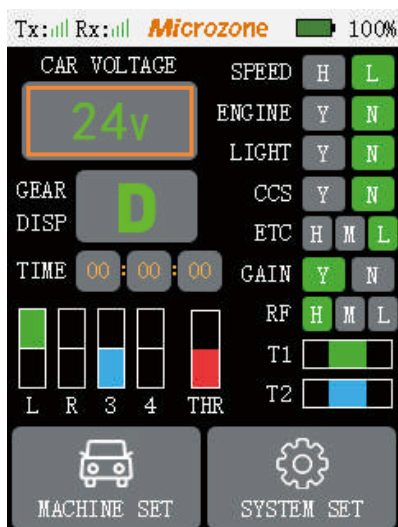 Tx: Rx: Microzone 100%
CAR VOLTAGE
24v
SPEED H L
ENGINE Y N
LIGHT Y N
CCS Y N
GEAR DISP D
ETC H M L
TIME 00:00:00
GAIN Y N
RF H M L
T1
T2
L R 3 4 THR
MACHINE SET SYSTEM SET